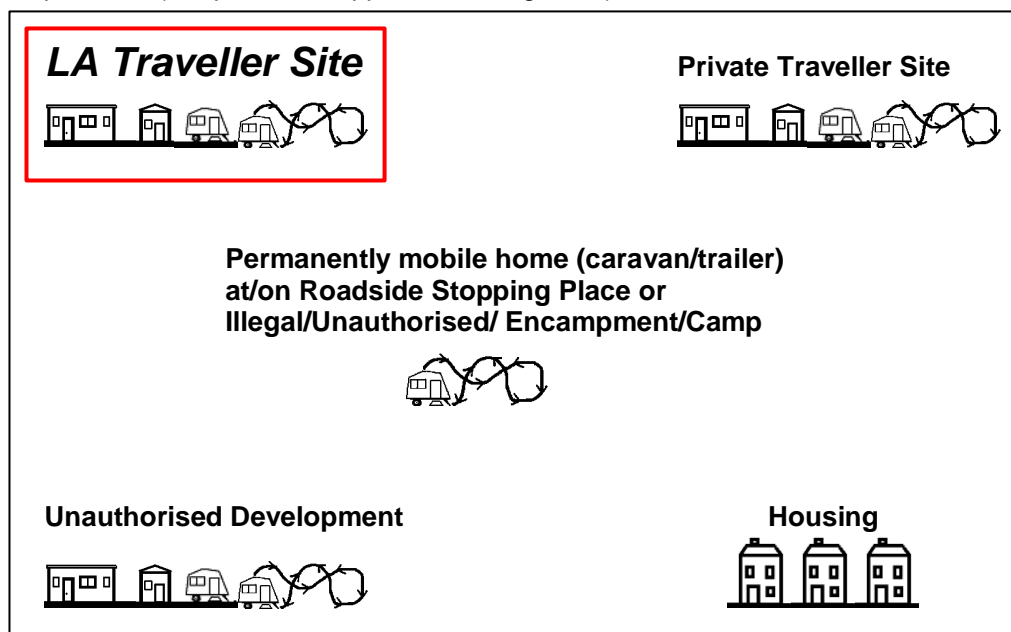 LA Traveller Site
Private Traveller Site
Permanently mobile home (caravan/trailer)
at/on Roadside Stopping Place or
Illegal/Unauthorised/ Encampment/Camp
Unauthorised Development
Housing